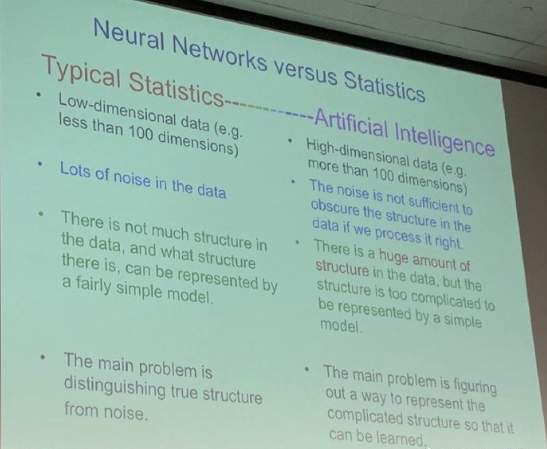 Neural Networks versus Statistics
Typical Statistics------------Artificial Intelligence
• Low-dimensional data (e.g.
less than 100 dimensions)
• Lots of noise in the data
• There is not much structure in
the data, and what structure
there is, can be represented by
a fairly simple model.
• The main problem is
distinguishing true structure
from noise.
• High-dimensional data (e.g.
more than 100 dimensions)
• The noise is not sufficient to
obscure the structure in the
data if we process it right.
• There is a huge amount of
structure in the data, but the
structure is too complicated to
be represented by a simple
model.
• The main problem is figuring
out a way to represent the
complicated structure so that it
can be learned.